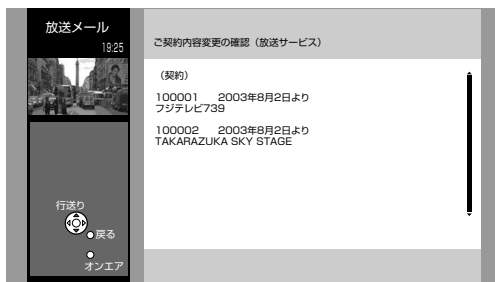 放送メール
19:25
ご契約内容変更の確認（放送サービス）
（契約）
100001 2003年8月2日より
フジテレビ739
100002 2003年8月2日より
TAKARAZUKA SKY STAGE
行送り
戻る
オンエア